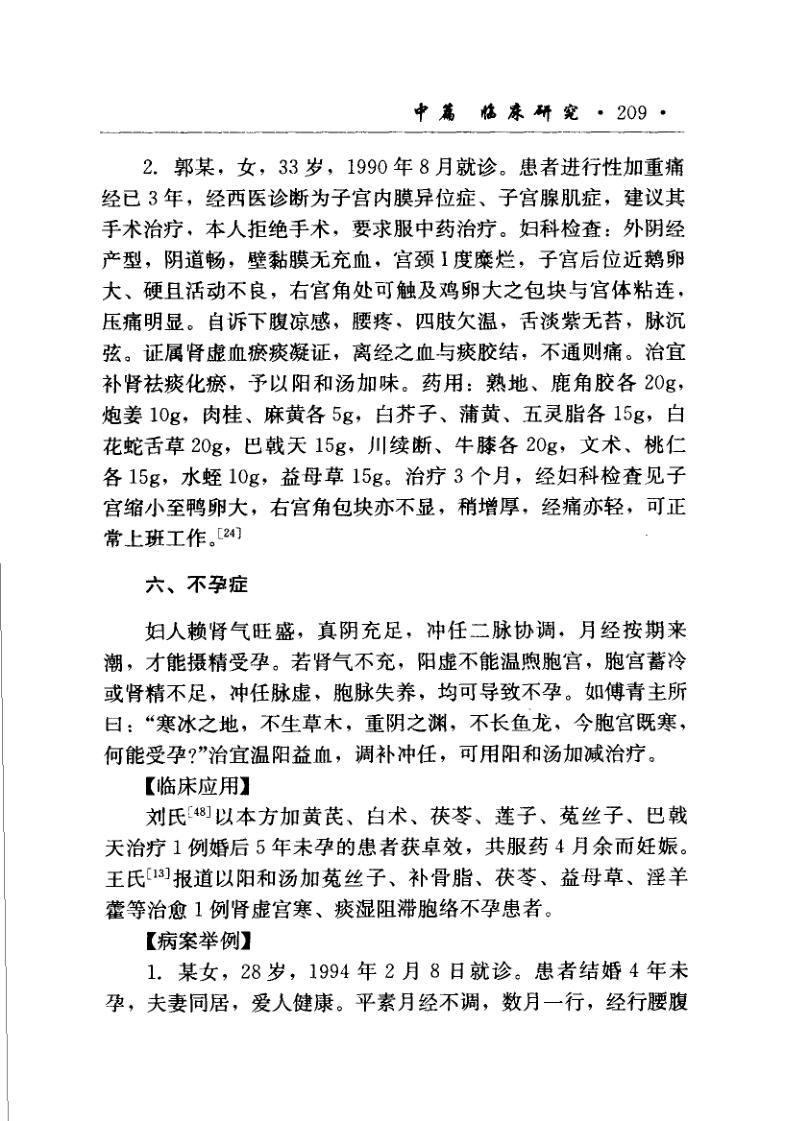 中篇 临床研究 · 209 ·
2. 郭某，女，33 岁，1990 年 8 月就诊。患者进行性加重痛
经已 3 年，经西医诊断为子宫内膜异位症、子宫腺肌症，建议其
手术治疗，本人拒绝手术，要求服中药治疗。妇科检查：外阴经
产型，阴道畅，壁黏膜无充血，宫颈 I 度糜烂，子宫后位近鹅卵
大、硬且活动不良，右宫角处可触及鸡卵大之包块与宫体粘连，
压痛明显。自诉下腹凉感，腰疼，四肢欠温，舌淡紫无苔，脉沉
弦。证属肾虚血瘀痰凝证，离经之血与痰胶结，不通则痛。治宜
补肾祛痰化瘀，予以阳和汤加味。药用：熟地、鹿角胶各 20g，
炮姜 10g，肉桂、麻黄各 5g，白芥子、蒲黄、五灵脂各 15g，白
花蛇舌草 20g，巴戟天 15g，川续断、牛膝各 20g，文术、桃仁
各 15g，水蛭 10g，益母草 15g。治疗 3 个月，经妇科检查见子
宫缩小至鸭卵大，右宫角包块亦不显，稍增厚，经痛亦轻，可正
常上班工作。[24]
六、不孕症
妇人赖肾气旺盛，真阴充足，冲任二脉协调，月经按期来
潮，才能摄精受孕。若肾气不充，阳虚不能温煦胞宫，胞宫蓄冷
或肾精不足，冲任脉虚，胞脉失养，均可导致不孕。如傅青主所
曰：“寒冰之地，不生草木，重阴之渊，不长鱼龙，今胞宫既寒，
何能受孕?”治宜温阳益血，调补冲任，可用阳和汤加减治疗。
【临床应用】
刘氏[48]以本方加黄芪、白术、茯苓、莲子、菟丝子、巴戟
天治疗 1 例婚后 5 年未孕的患者获卓效，共服药 4 月余而妊娠。
王氏[13]报道以阳和汤加菟丝子、补骨脂、茯苓、益母草、淫羊
藿等治愈 1 例肾虚宫寒、痰湿阻滞胞络不孕患者。
【病案举例】
1. 某女，28 岁，1994 年 2 月 8 日就诊。患者结婚 4 年未
孕，夫妻同居，爱人健康。平素月经不调，数月一行，经行腰腹